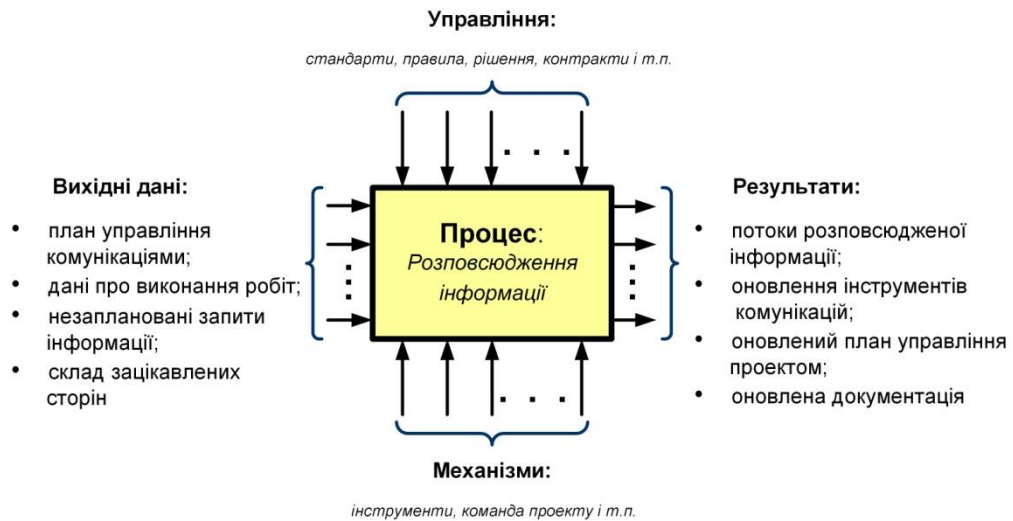 Управління:
стандарти, правила, рішення, контракти і т.п.
Вихідні дані:
• план управління
комунікаціями;
• дані про виконання робіт;
• незаплановані запити
інформації;
• склад зацікавлених
сторін
Процес:
Розповсюдження
інформації
Результати:
• потоки розповсюдженої
інформації;
• оновлення інструментів
комунікацій;
• оновлений план управління
проектом;
• оновлена документація
Механізми:
інструменти, команда проекту і т.п.